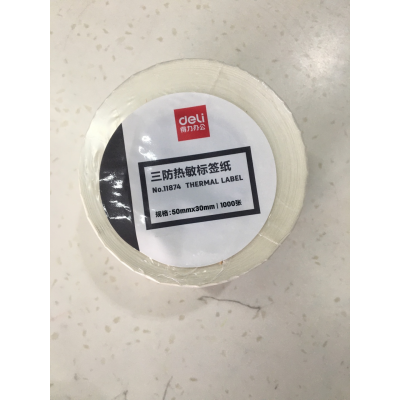 deli
得力办公
三防热敏标签纸
No.11874 THERMAL LABEL
规格:50mmx30mm | 1000张